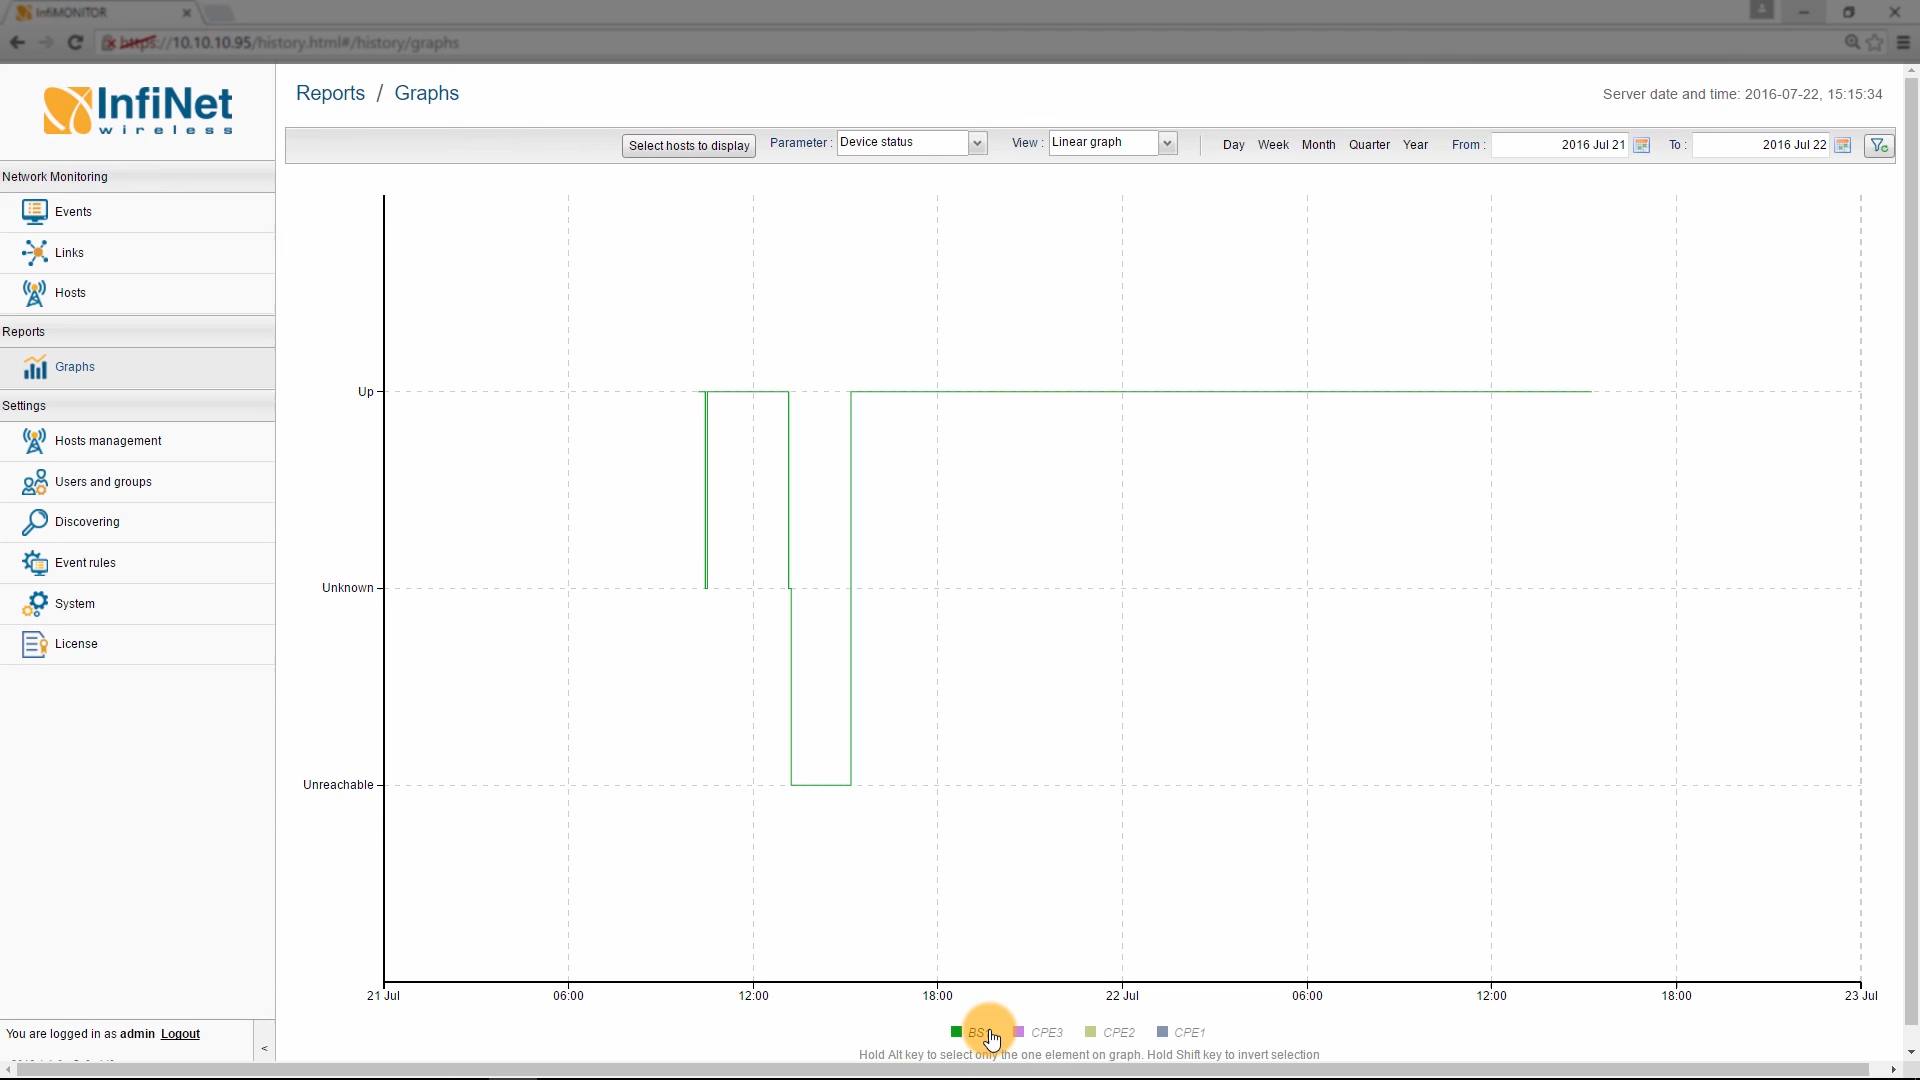 InfiMONITOR
https://10.10.10.95/history.html#/history/graphs
InfiNet
wireless
Reports / Graphs
Server date and time: 2016-07-22, 15:15:34
Select hosts to display
Parameter : Device status
View : Linear graph
Day Week Month Quarter Year
From : 2016 Jul 21
To : 2016 Jul 22
Network Monitoring
Events
Links
Hosts
Reports
Graphs
Settings
Hosts management
Users and groups
Discovering
Event rules
System
License
Up
Unknown
Unreachable
21 Jul 06:00 12:00 18:00 22 Jul 06:00 12:00 18:00 23 Jul
CPE3 CPE2 CPE1
Hold Alt key to select only the one element on graph. Hold Shift key to invert selection
You are logged in as admin Logout
<